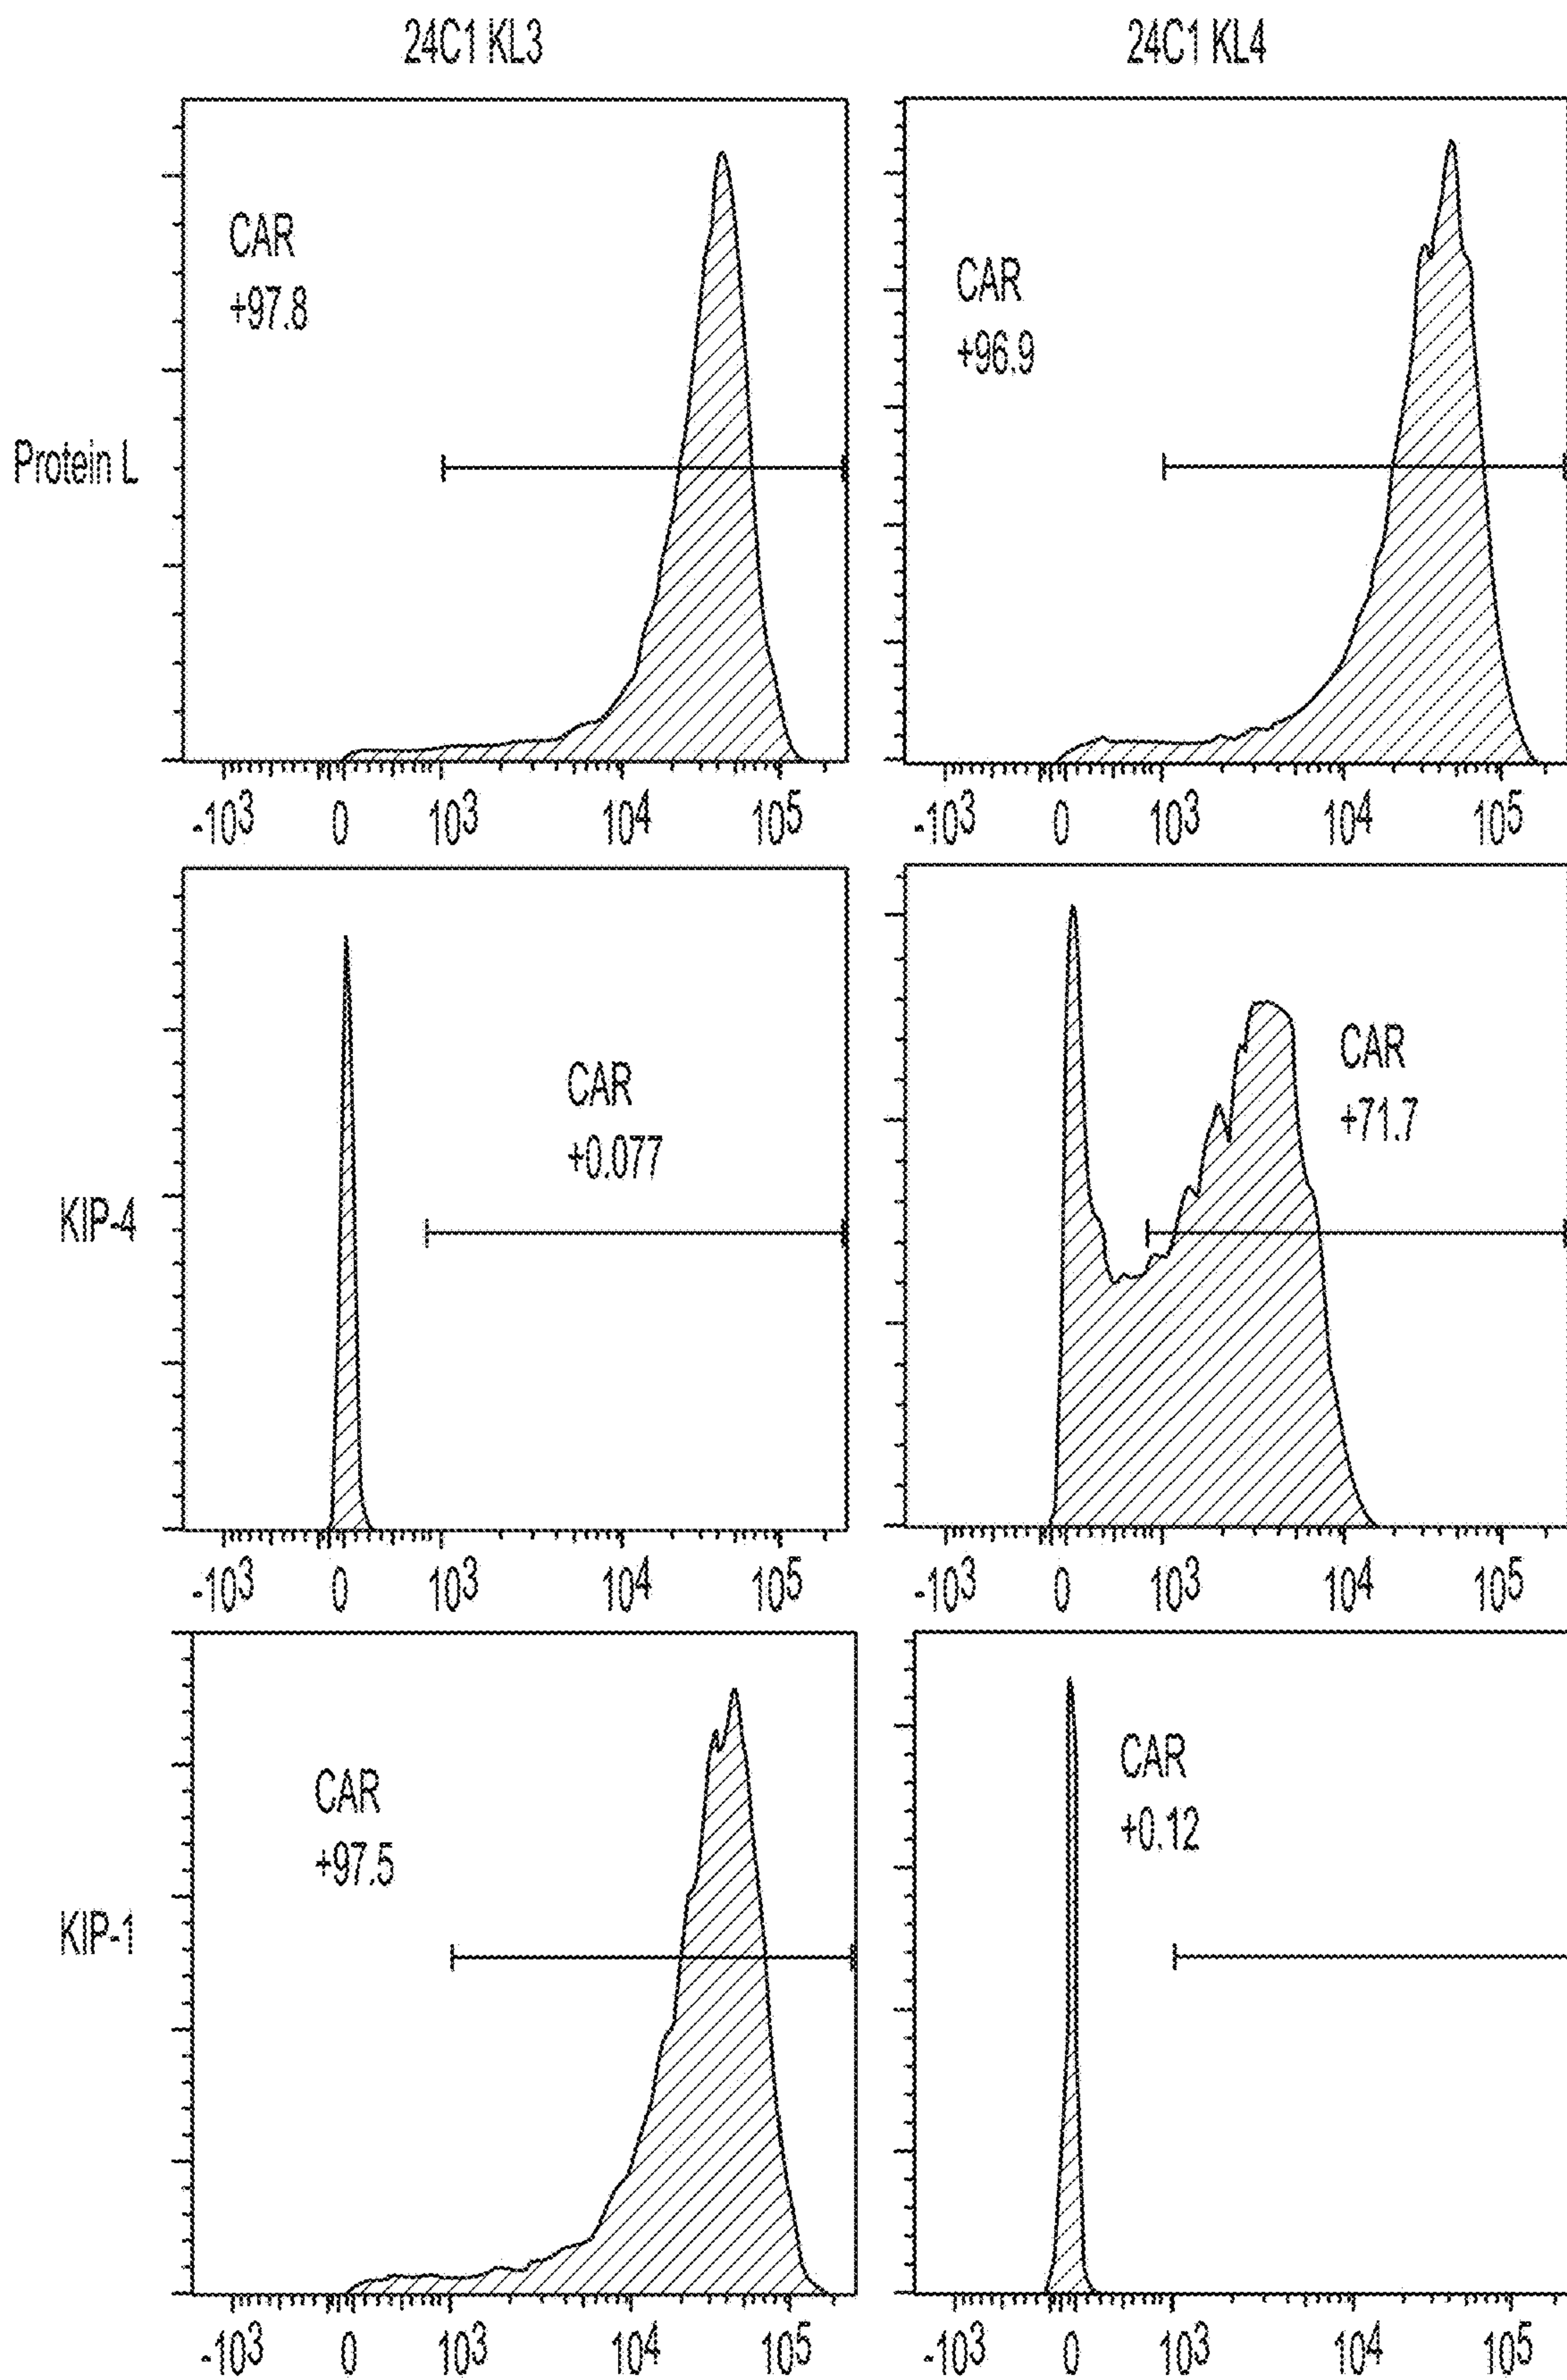 24C1 KL3 24C1 KL4
CAR
+97.8
CAR
+96.9
Protein L
-10³ 0 10³ 10⁴ 10⁵ -10³ 0 10³ 10⁴ 10⁵
CAR
+0.077
CAR
+71.7
KIP-4
-10³ 0 10³ 10⁴ 10⁵ -10³ 0 10³ 10⁴ 10⁵
CAR
+97.5
CAR
+0.12
KIP-1
-10³ 0 10³ 10⁴ 10⁵ -10³ 0 10³ 10⁴ 10⁵